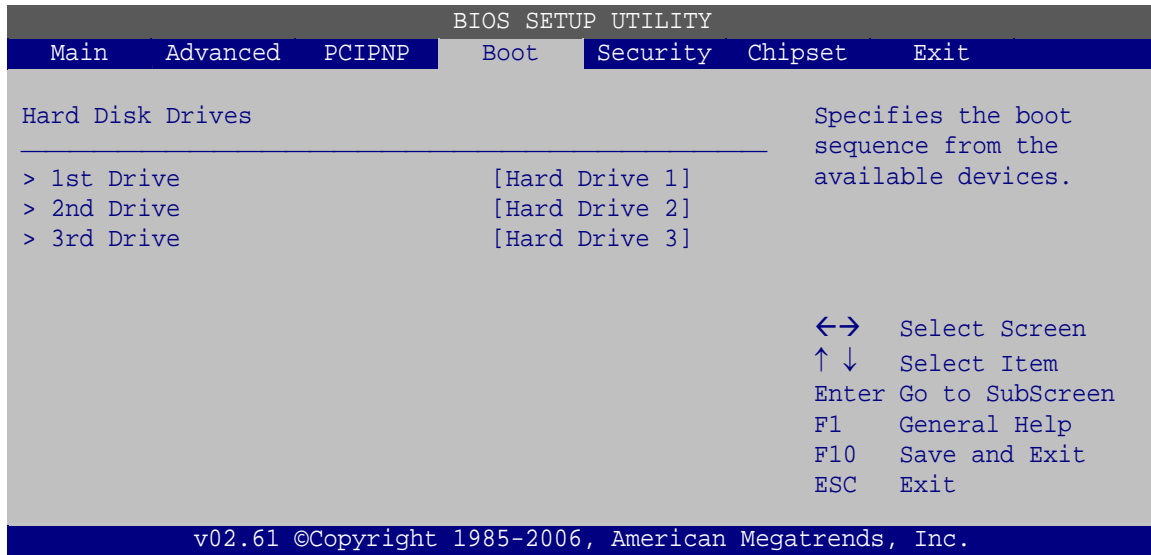 BIOS SETUP UTILITY
Main Advanced PCIPNP Boot Security Chipset Exit
Hard Disk Drives
> 1st Drive [Hard Drive 1]
> 2nd Drive [Hard Drive 2]
> 3rd Drive [Hard Drive 3]
Specifies the boot
sequence from the
available devices.
←→ Select Screen
↑ ↓ Select Item
Enter Go to SubScreen
F1 General Help
F10 Save and Exit
ESC Exit
v02.61 ©Copyright 1985-2006, American Megatrends, Inc.